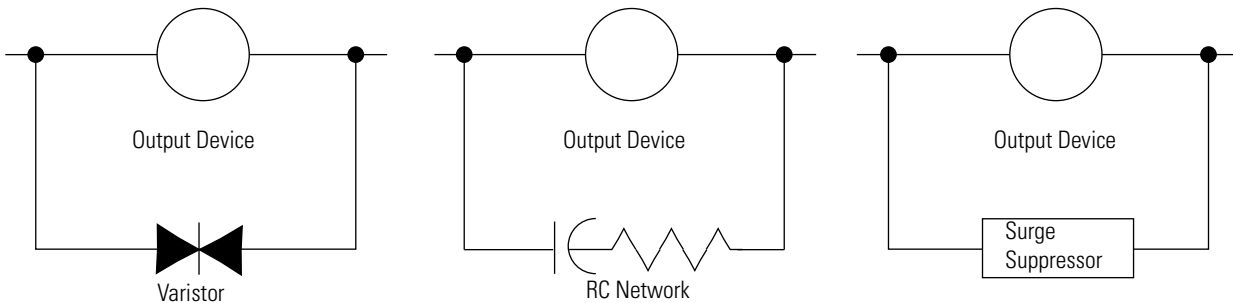 Output Device
Output Device
Output Device
Varistor
RC Network
Surge
Suppressor